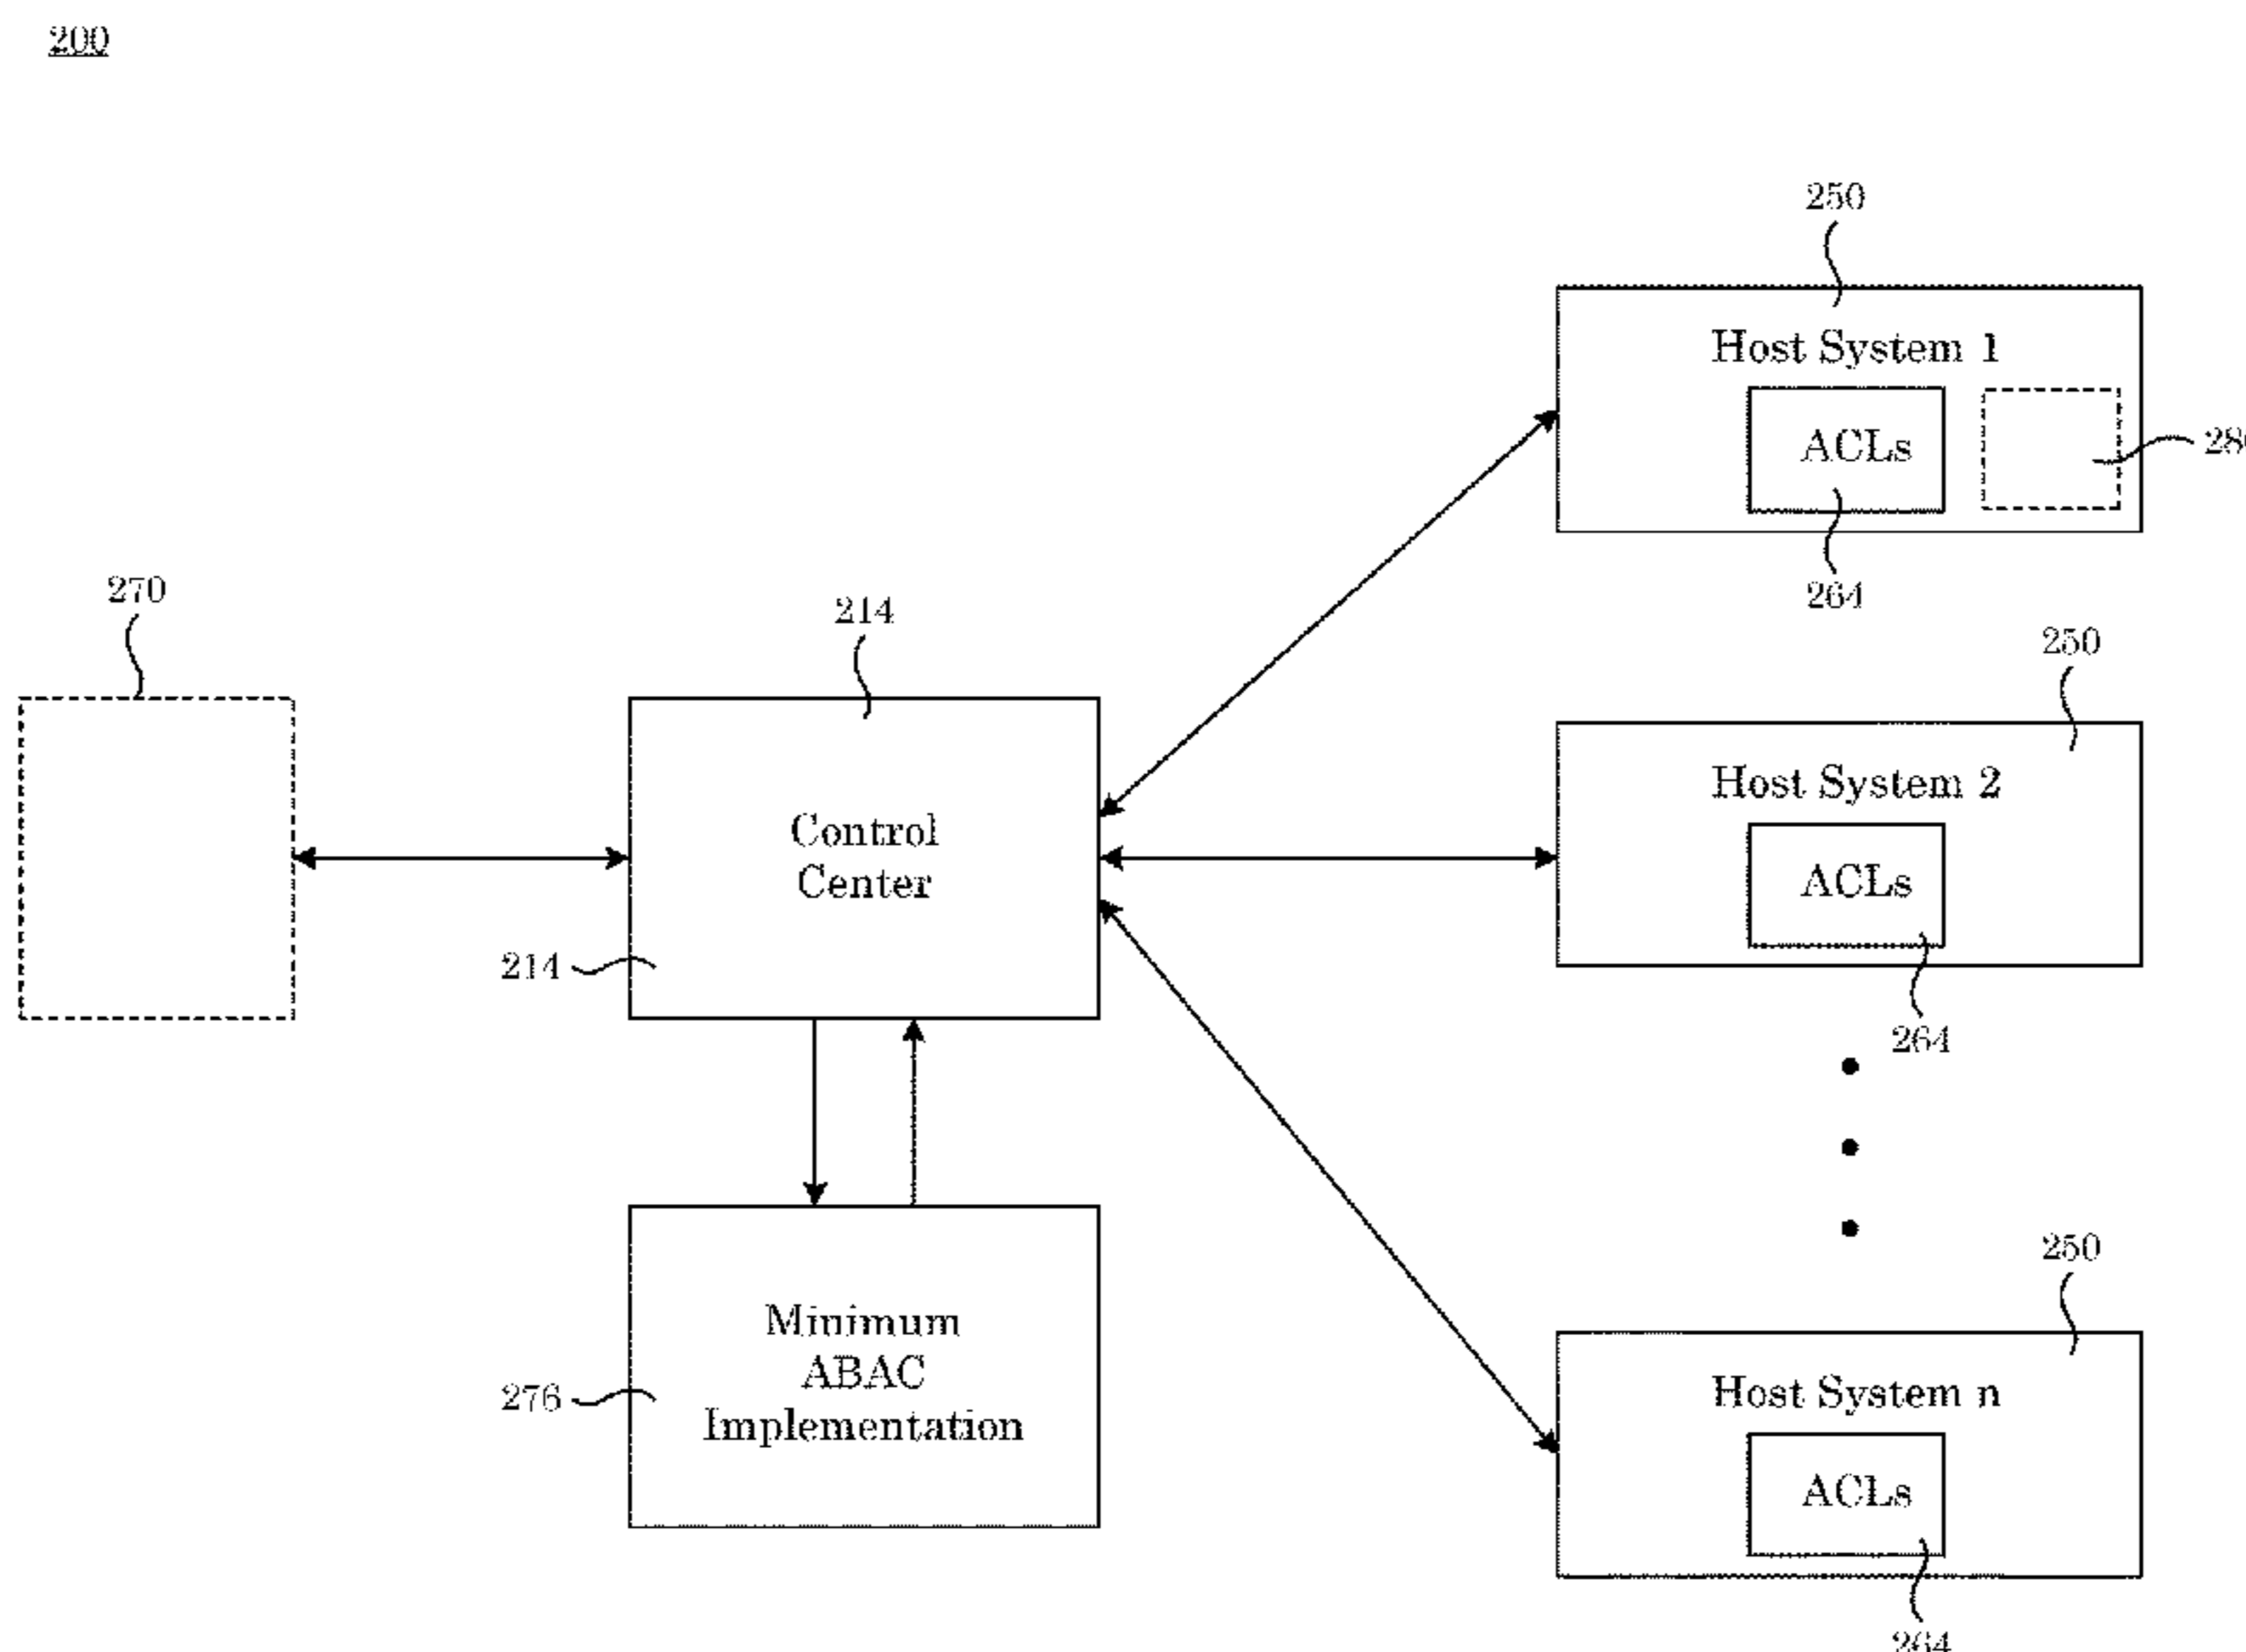 200
250
Host System 1
ACLs
264
270
214
250
Control
Center
Host System 2
ACLs
214
264
250
Minimum
ABAC
Implementation
276
Host System n
ACLs
264